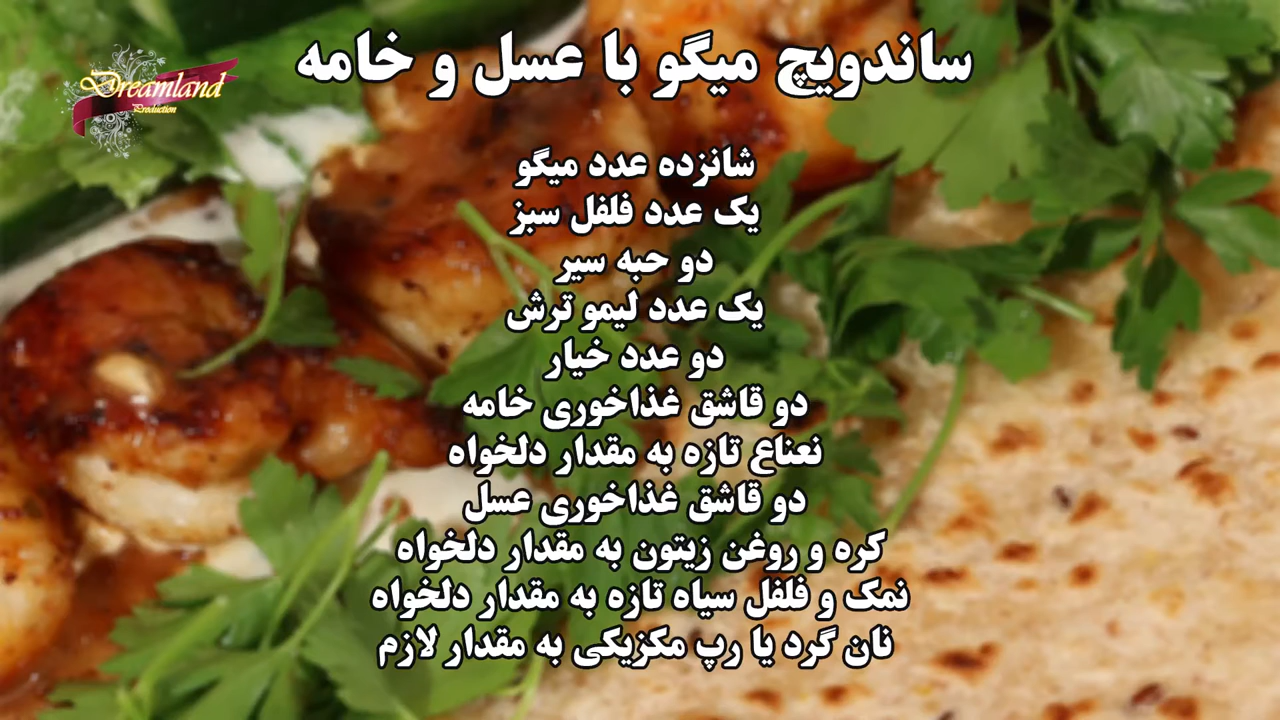 ساندویچ میگو با عسل و خامه
Dreamland
Production
شانزده عدد میگو
یک عدد فلفل سبز
دو حبه سیر
یک عدد لیمو ترش
دو عدد خیار
دو قاشق غذاخوری خامه
نعناع تازه به مقدار دلخواه
دو قاشق غذاخوری عسل
کره و روغن زیتون به مقدار دلخواه
نمک و فلفل سیاه تازه به مقدار دلخواه
نان گرد یا رپ مکزیکی به مقدار لازم